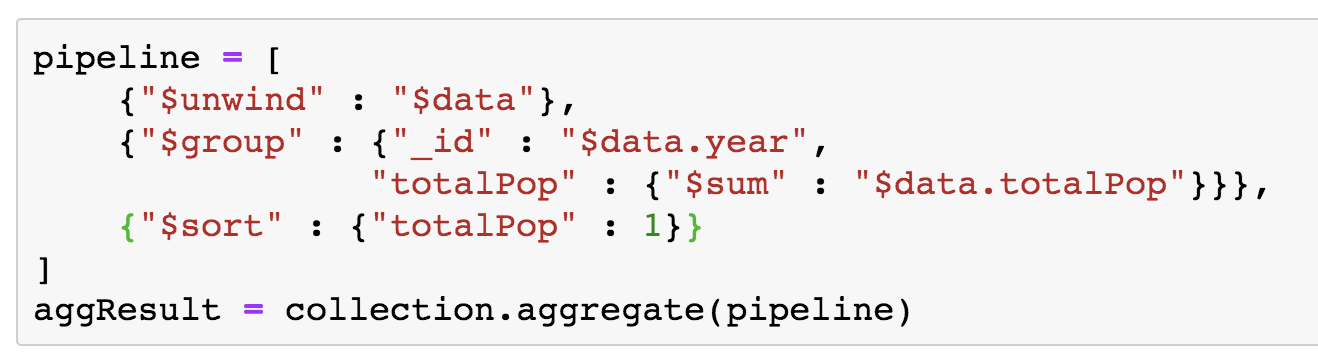 pipeline = [
    {"$unwind" : "$data"},
    {"$group" : {"_id" : "$data.year",
                "totalPop" : {"$sum" : "$data.totalPop"}}},
    {"$sort" : {"totalPop" : 1}}
]
aggResult = collection.aggregate(pipeline)